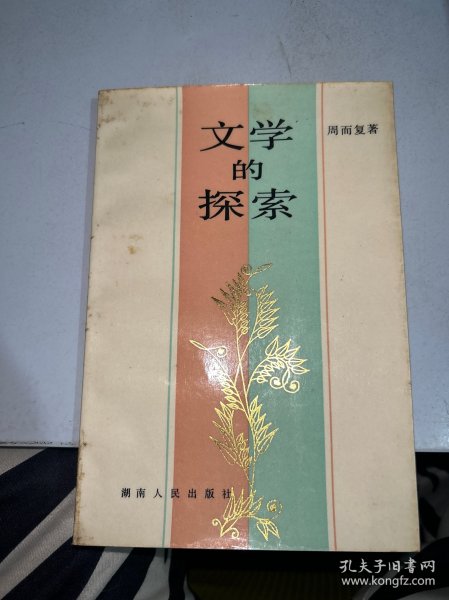 文学
的
探索
周而复著
湖南人民出版社
孔夫子旧书网
www.kongfz.com